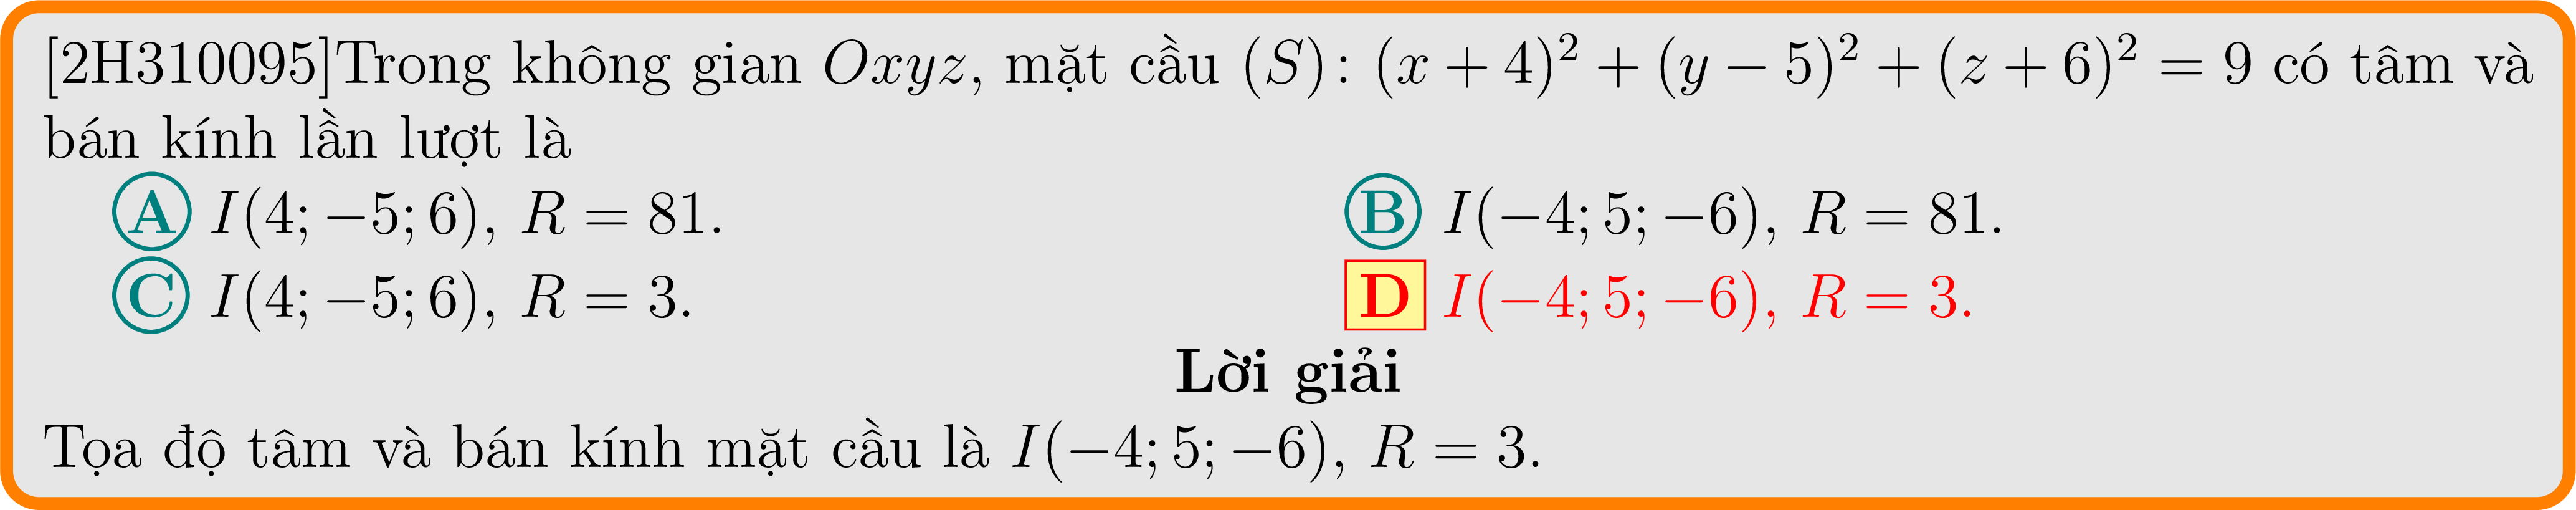 [2H310095]Trong không gian Oxyz, mặt cầu (S): (x + 4)² + (y − 5)² + (z + 6)² = 9 có tâm và
bán kính lần lượt là
A I(4; −5; 6), R = 81.
B I(−4; 5; −6), R = 81.
C I(4; −5; 6), R = 3.
D I(−4; 5; −6), R = 3.
Lời giải
Tọa độ tâm và bán kính mặt cầu là I(−4; 5; −6), R = 3.